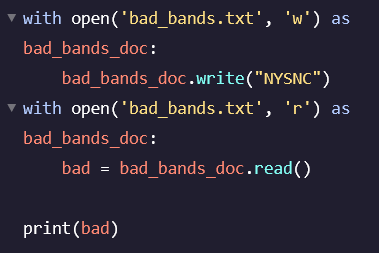 with open('bad_bands.txt', 'w') as
bad_bands_doc:
    bad_bands_doc.write("NYSNC")
with open('bad_bands.txt', 'r') as
bad_bands_doc:
    bad = bad_bands_doc.read()

print(bad)